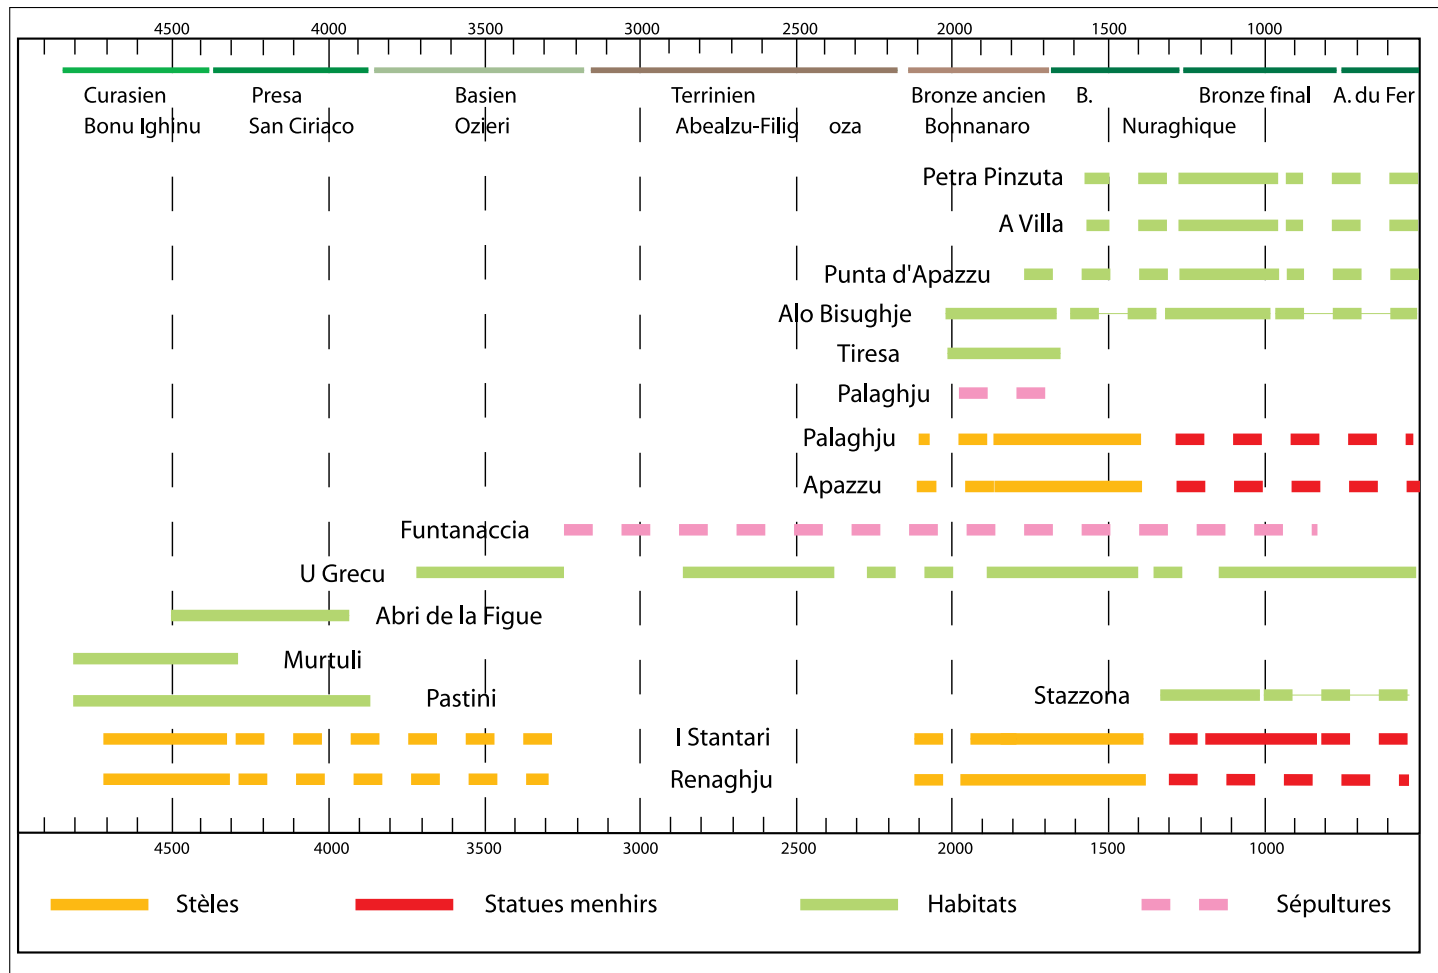 4500 4000 3500 3000 2500 2000 1500 1000
Curasien Presa Basien Terrinien Bronze ancien B. Bronze final A. du Fer
Bonu Ighinu San Ciriaco Ozieri Abealzu-Filig oza Bonnanaro Nuraghique
Petra Pinzuta
A Villa
Punta d'Apazzu
Alo Bisughje
Tiresa
Palaghju
Palaghju
Apazzu
Funtanaccia
U Grecu
Abri de la Figue
Murtuli
Pastini Stazzona
I Stantari
Renaghju
4500 4000 3500 3000 2500 2000 1500 1000
Stèles Statues menhirs Habitats Sépultures